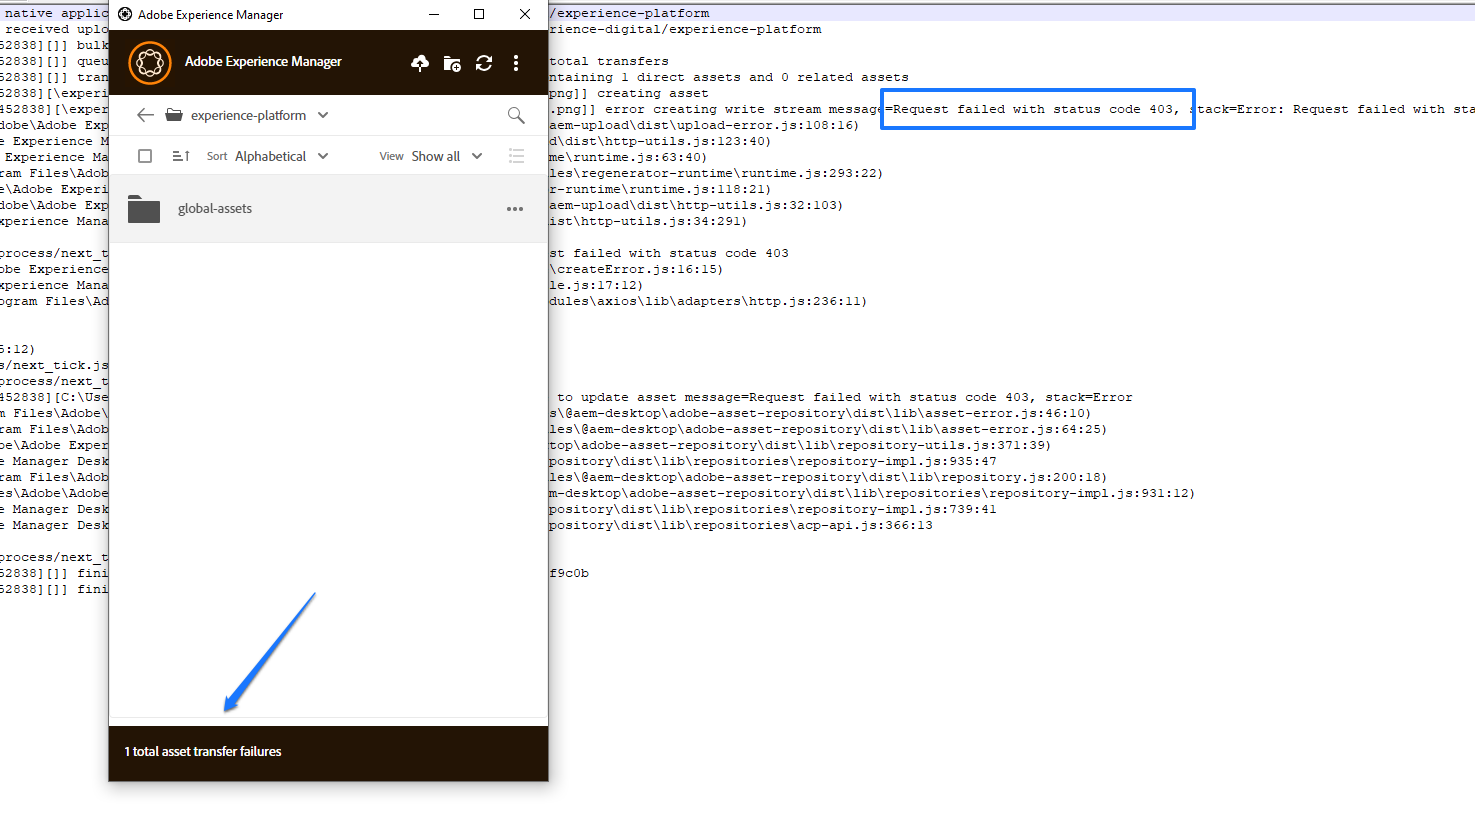 native applic
Adobe Experience Manager
/experience-platform
received uplo
rience-digital/experience-platform
52838][]] bulk
52838][]] queu
total transfers
Adobe Experience Manager
52838][]] tran
ntaining 1 direct assets and 0 related assets
52838][\experi
.png]] creating asset
452838][\exper
.png]] error creating write stream message=Request failed with status code 403, stack=Error: Request failed with sta
experience-platform
dobe\Adobe Exp
aem-upload\dist\upload-error.js:108:16)
e Experience M
d\dist\http-utils.js:123:40)
Sort Alphabetical
View Show all
Experience Ma
me\runtime.js:63:40)
ram Files\Adob
les\regenerator-runtime\runtime.js:293:22)
e\Adobe Experi
r-runtime\runtime.js:118:21)
dobe\Adobe Exp
aem-upload\dist\http-utils.js:32:103)
global-assets
xperience Mana
ist\http-utils.js:34:291)
process/next_t
st failed with status code 403
obe Experience
\createError.js:16:15)
xperience Mana
le.js:17:12)
ogram Files\Ad
dules\axios\lib\adapters\http.js:236:11)
5:12)
s/next_tick.js
process/next_t
452838][C:\Use
to update asset message=Request failed with status code 403, stack=Error
m Files\Adobe\
s\@aem-desktop\adobe-asset-repository\dist\lib\asset-error.js:46:10)
ram Files\Adob
les\@aem-desktop\adobe-asset-repository\dist\lib\asset-error.js:64:25)
be\Adobe Exper
top\adobe-asset-repository\dist\lib\repository-utils.js:371:39)
e Manager Desk
pository\dist\lib\repositories\repository-impl.js:935:47
ram Files\Adob
les\@aem-desktop\adobe-asset-repository\dist\lib\repository.js:200:18)
es\Adobe\Adobe
m-desktop\adobe-asset-repository\dist\lib\repositories\repository-impl.js:931:12)
e Manager Desk
pository\dist\lib\repositories\repository-impl.js:739:41
e Manager Desk
pository\dist\lib\repositories\acp-api.js:366:13
process/next_t
52838][]] fini
f9c0b
52838][]] fini
1 total asset transfer failures